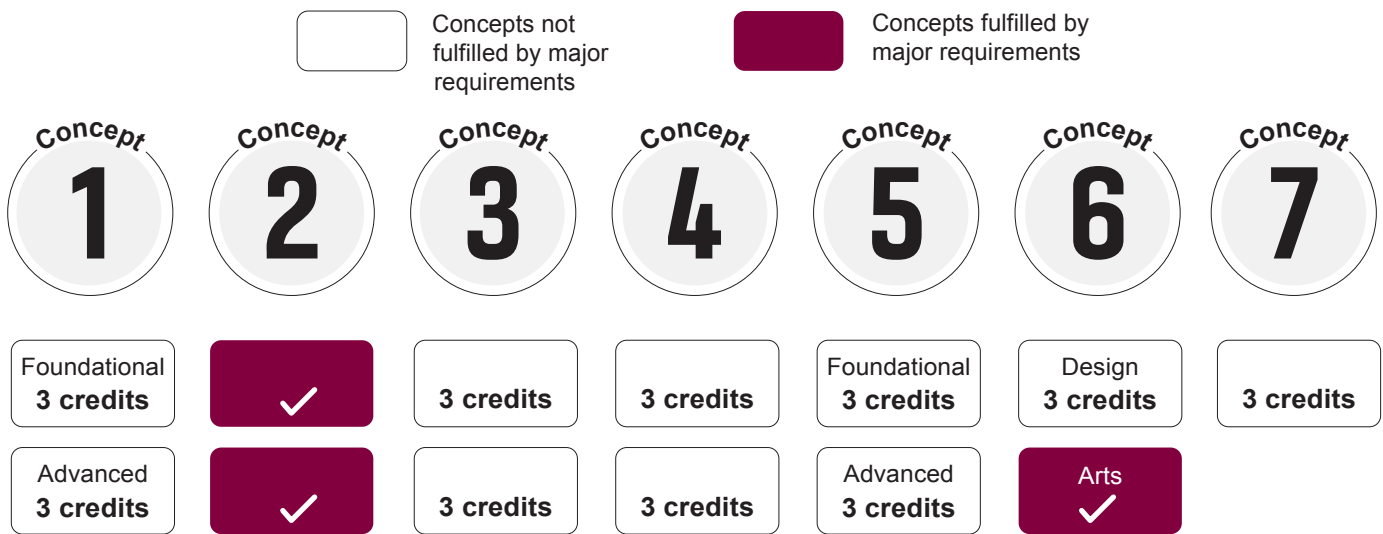 Concepts not
fulfilled by major
requirements
Concepts fulfilled by
major requirements
Concept Concept Concept Concept Concept Concept Concept
1 2 3 4 5 6 7
Foundational Foundational Design
3 credits 3 credits 3 credits 3 credits 3 credits 3 credits
Advanced Advanced Arts
3 credits 3 credits 3 credits 3 credits